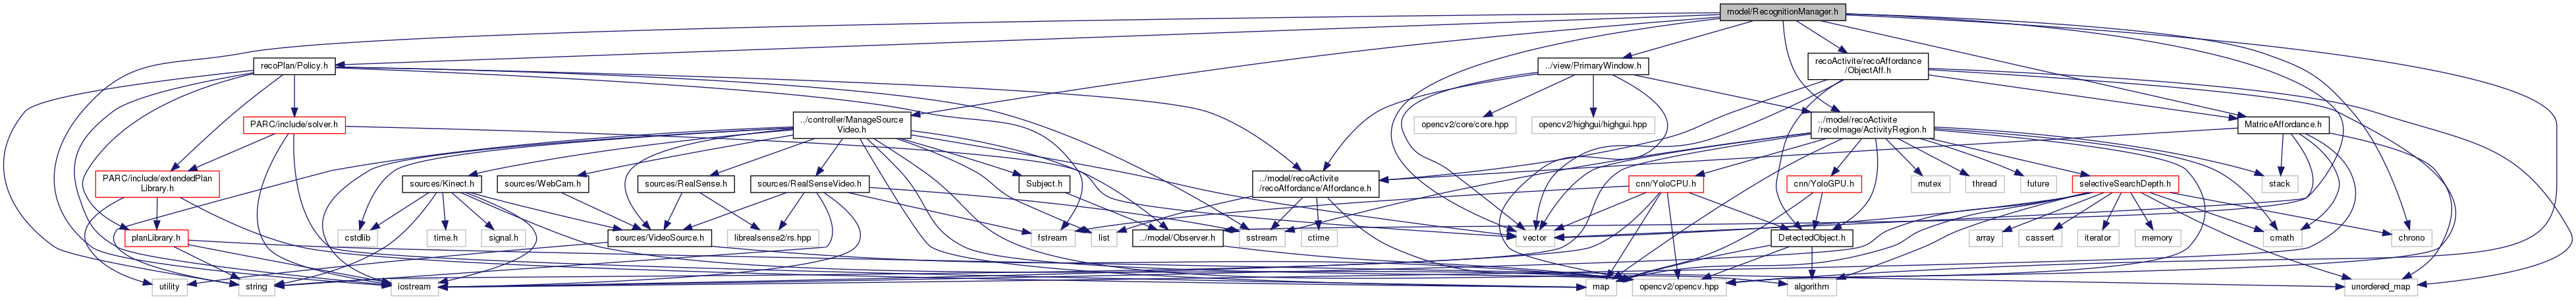 model/RecognitionManager.h
recoPlan/Policy.h
../view/PrimaryWindow.h
recoActivite/recoAffordance
/ObjectAff.h
PARC/include/solver.h
../controller/ManageSource
Video.h
opencv2/core/core.hpp
opencv2/highgui/highgui.hpp
../model/recoActivite
/recoImage/ActivityRegion.h
MatriceAffordance.h
PARC/include/extendedPlan
Library.h
sources/Kinect.h
sources/WebCam.h
sources/RealSense.h
sources/RealSenseVideo.h
Subject.h
../model/recoActivite
/recoAffordance/Affordance.h
cnn/YoloCPU.h
cnn/YoloGPU.h
mutex
thread
future
selectiveSearchDepth.h
stack
planLibrary.h
cstdlib
time.h
signal.h
sources/VideoSource.h
librealsense2/rs.hpp
fstream
list
../model/Observer.h
sstream
ctime
vector
DetectedObject.h
array
cassert
iterator
memory
cmath
chrono
utility
string
iostream
map
opencv2/opencv.hpp
algorithm
unordered_map